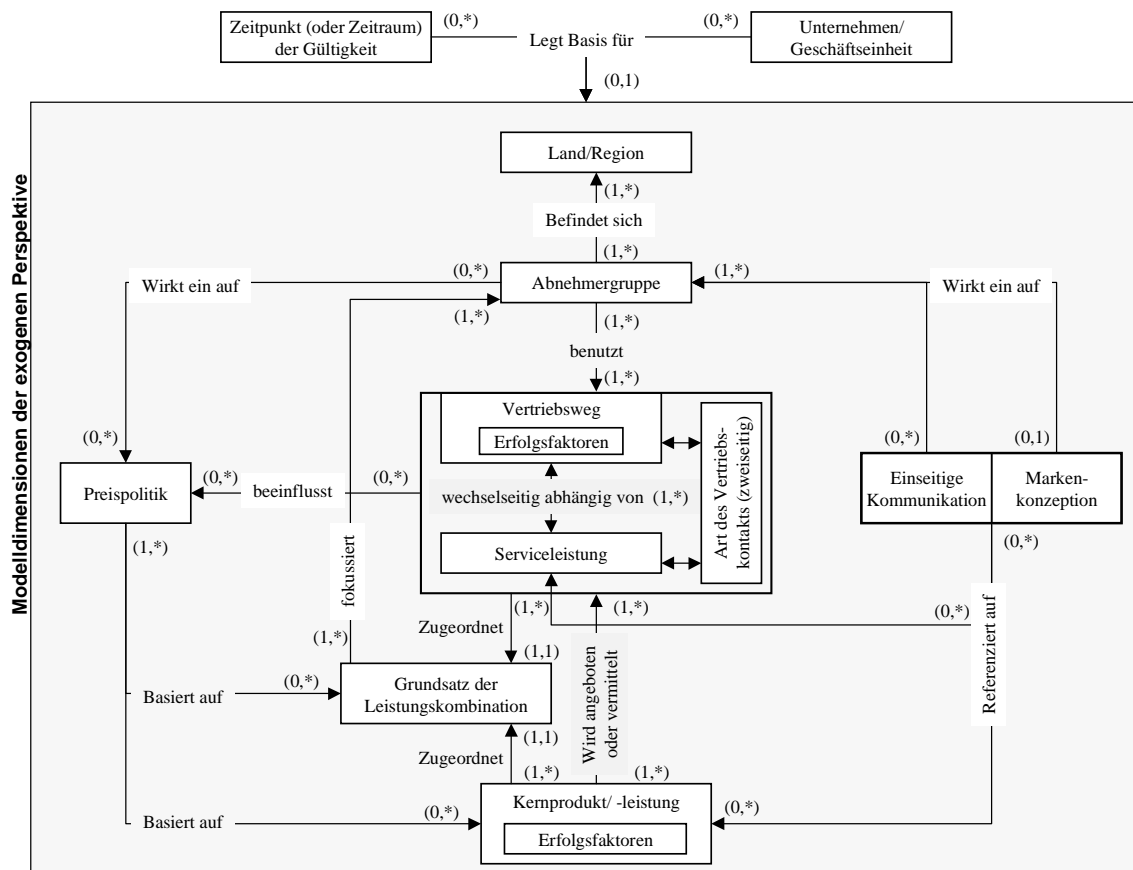 Zeitpunkt (oder Zeitraum)
der Gültigkeit
(0,*)
Legt Basis für
(0,*)
Unternehmen/
Geschäftseinheit
(0,1)
Modelldimensionen der exogenen Perspektive
Land/Region
(1,*)
Befindet sich
(1,*)
Wirkt ein auf
(0,*)
Abnehmergruppe
(1,*)
Wirkt ein auf
(1,*)
(1,*)
benutzt
(1,*)
Vertriebsweg
Erfolgsfaktoren
Art des Vertriebs-
kontakts (zweiseitig)
(0,*)
(0,*)
(0,1)
Preispolitik
(0,*)
beeinflusst
(0,*)
wechselseitig abhängig von (1,*)
Einseitige
Kommunikation
Marken-
konzeption
(1,*)
fokussiert
Serviceleistung
(0,*)
(1,*)
(1,*)
(0,*)
Zugeordnet
(1,*)
(1,1)
Referenziert auf
Basiert auf
(0,*)
Grundsatz der
Leistungskombination
Wird angeboten
oder vermittelt
(1,1)
Zugeordnet
(1,*)
(1,*)
Basiert auf
(0,*)
Kernprodukt/ -leistung
Erfolgsfaktoren
(0,*)